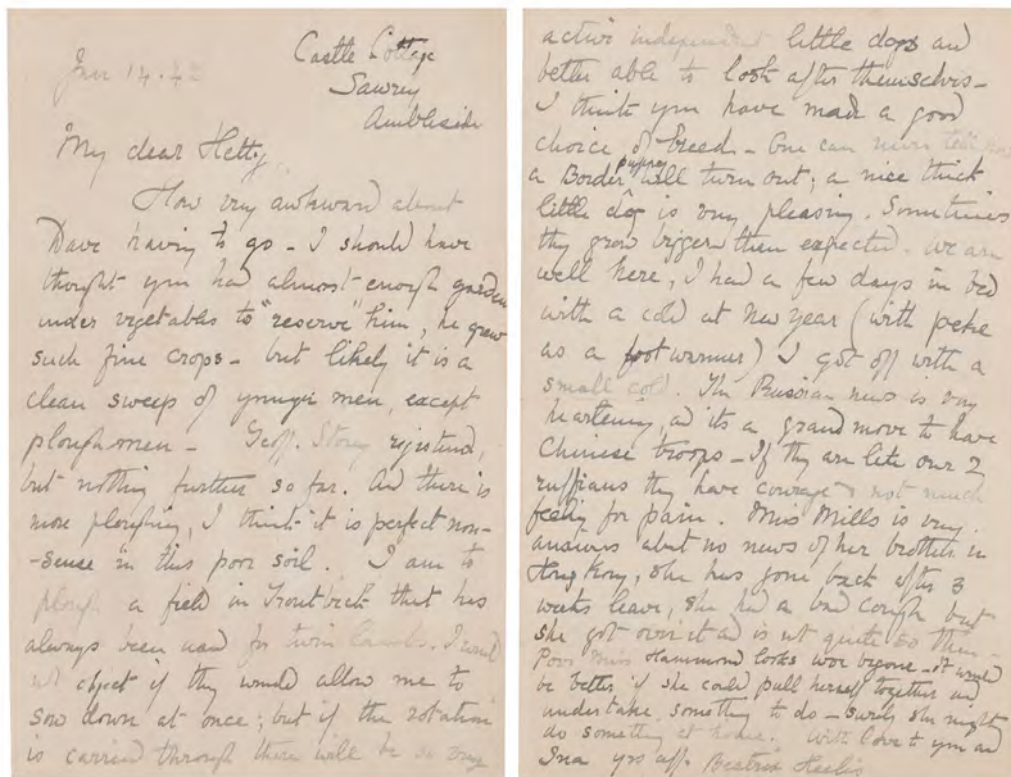 Jan 14. 42
Castle Cottage
Sawrey
Ambleside
My dear Hetty,
How very awkward about
Dave having to go - I should have
thought you had almost enough garden
under vegetables to "reserve" him, he grew
such fine crops - but likely it is a
clean sweep of younger men, except
ploughmen - Geoff. Storey registered,
but nothing further so far. And there is
more ploughing, I think it is perfect non-
-sense in this poor soil. I am to
plough a field in Troutbeck that has
always been used for twin lambs. I would
not object if they would allow me to
sow down at once; but if the rotation
is carried through there will be so very
active independent little dogs and
better able to look after themselves -
I think you have made a good
choice of breed - One can never tell how
a Border puppy will turn out; a nice thick
little dog is very pleasing. Sometimes
they grow bigger then expected. We are
well here, I had a few days in bed
with a cold at New Year (with peke
as a foot warmer) I got off with a
small cold. The Russian news is very
heartening, and its a grand move to have
Chinese troops - If they are like our 2
ruffians they have courage & not much
feeling for pain. Miss Mills is very
anxious about no news of her brother in
Hong Kong, she has gone back after 3
weeks leave, she had a bad cough but
she got over it and is not quite so thin -
Poor Miss Hammond looks woe begone - it would
be better if she could pull herself together and
undertake something to do - surely she might
do something at home. With love to you and
Ina yrs aff. Beatrix Heelis